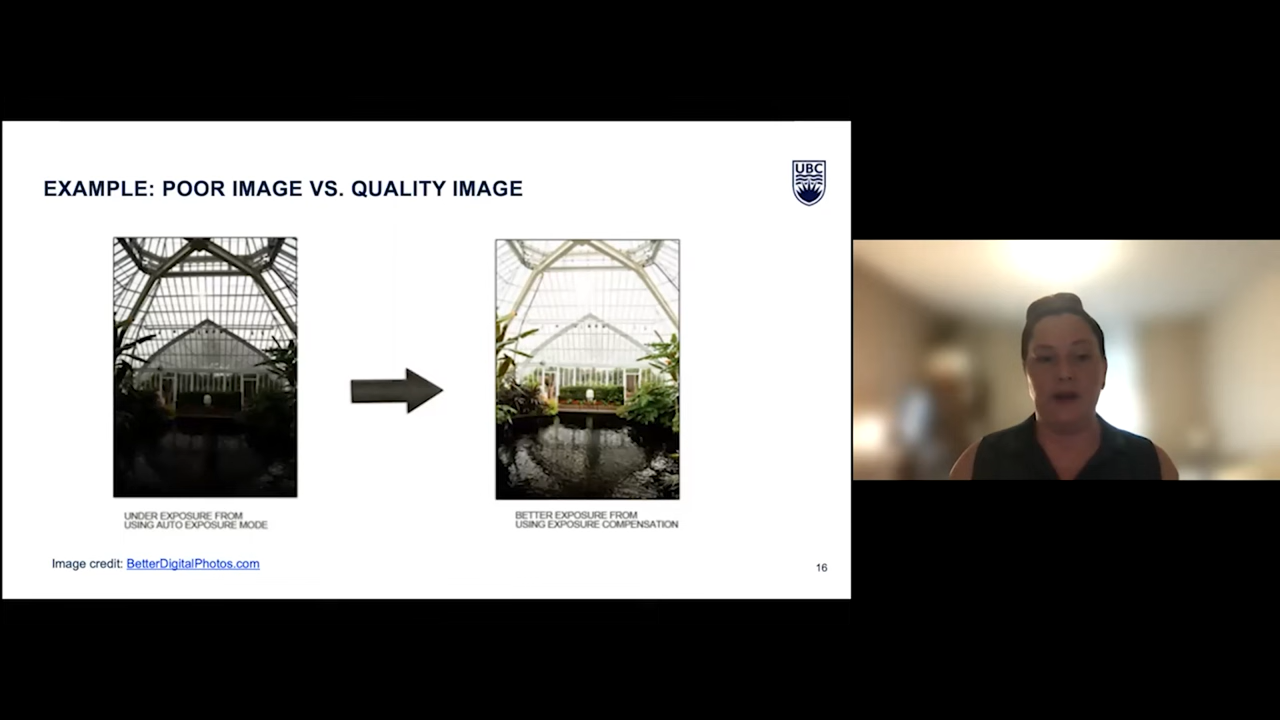 EXAMPLE: POOR IMAGE VS. QUALITY IMAGE
UBC
UNDER EXPOSURE FROM
USING AUTO EXPOSURE MODE
BETTER EXPOSURE FROM
USING EXPOSURE COMPENSATION
Image credit: BetterDigitalPhotos.com
16